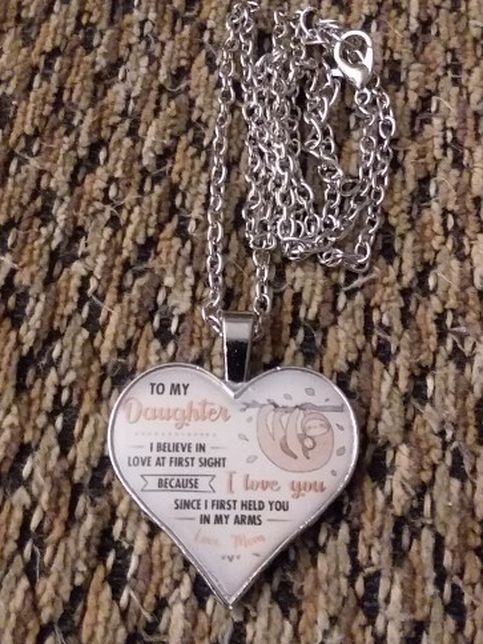 TO MY
Daughter
I BELIEVE IN
LOVE AT FIRST SIGHT
BECAUSE I love you
SINCE I FIRST HELD YOU
IN MY ARMS
Love, Mom